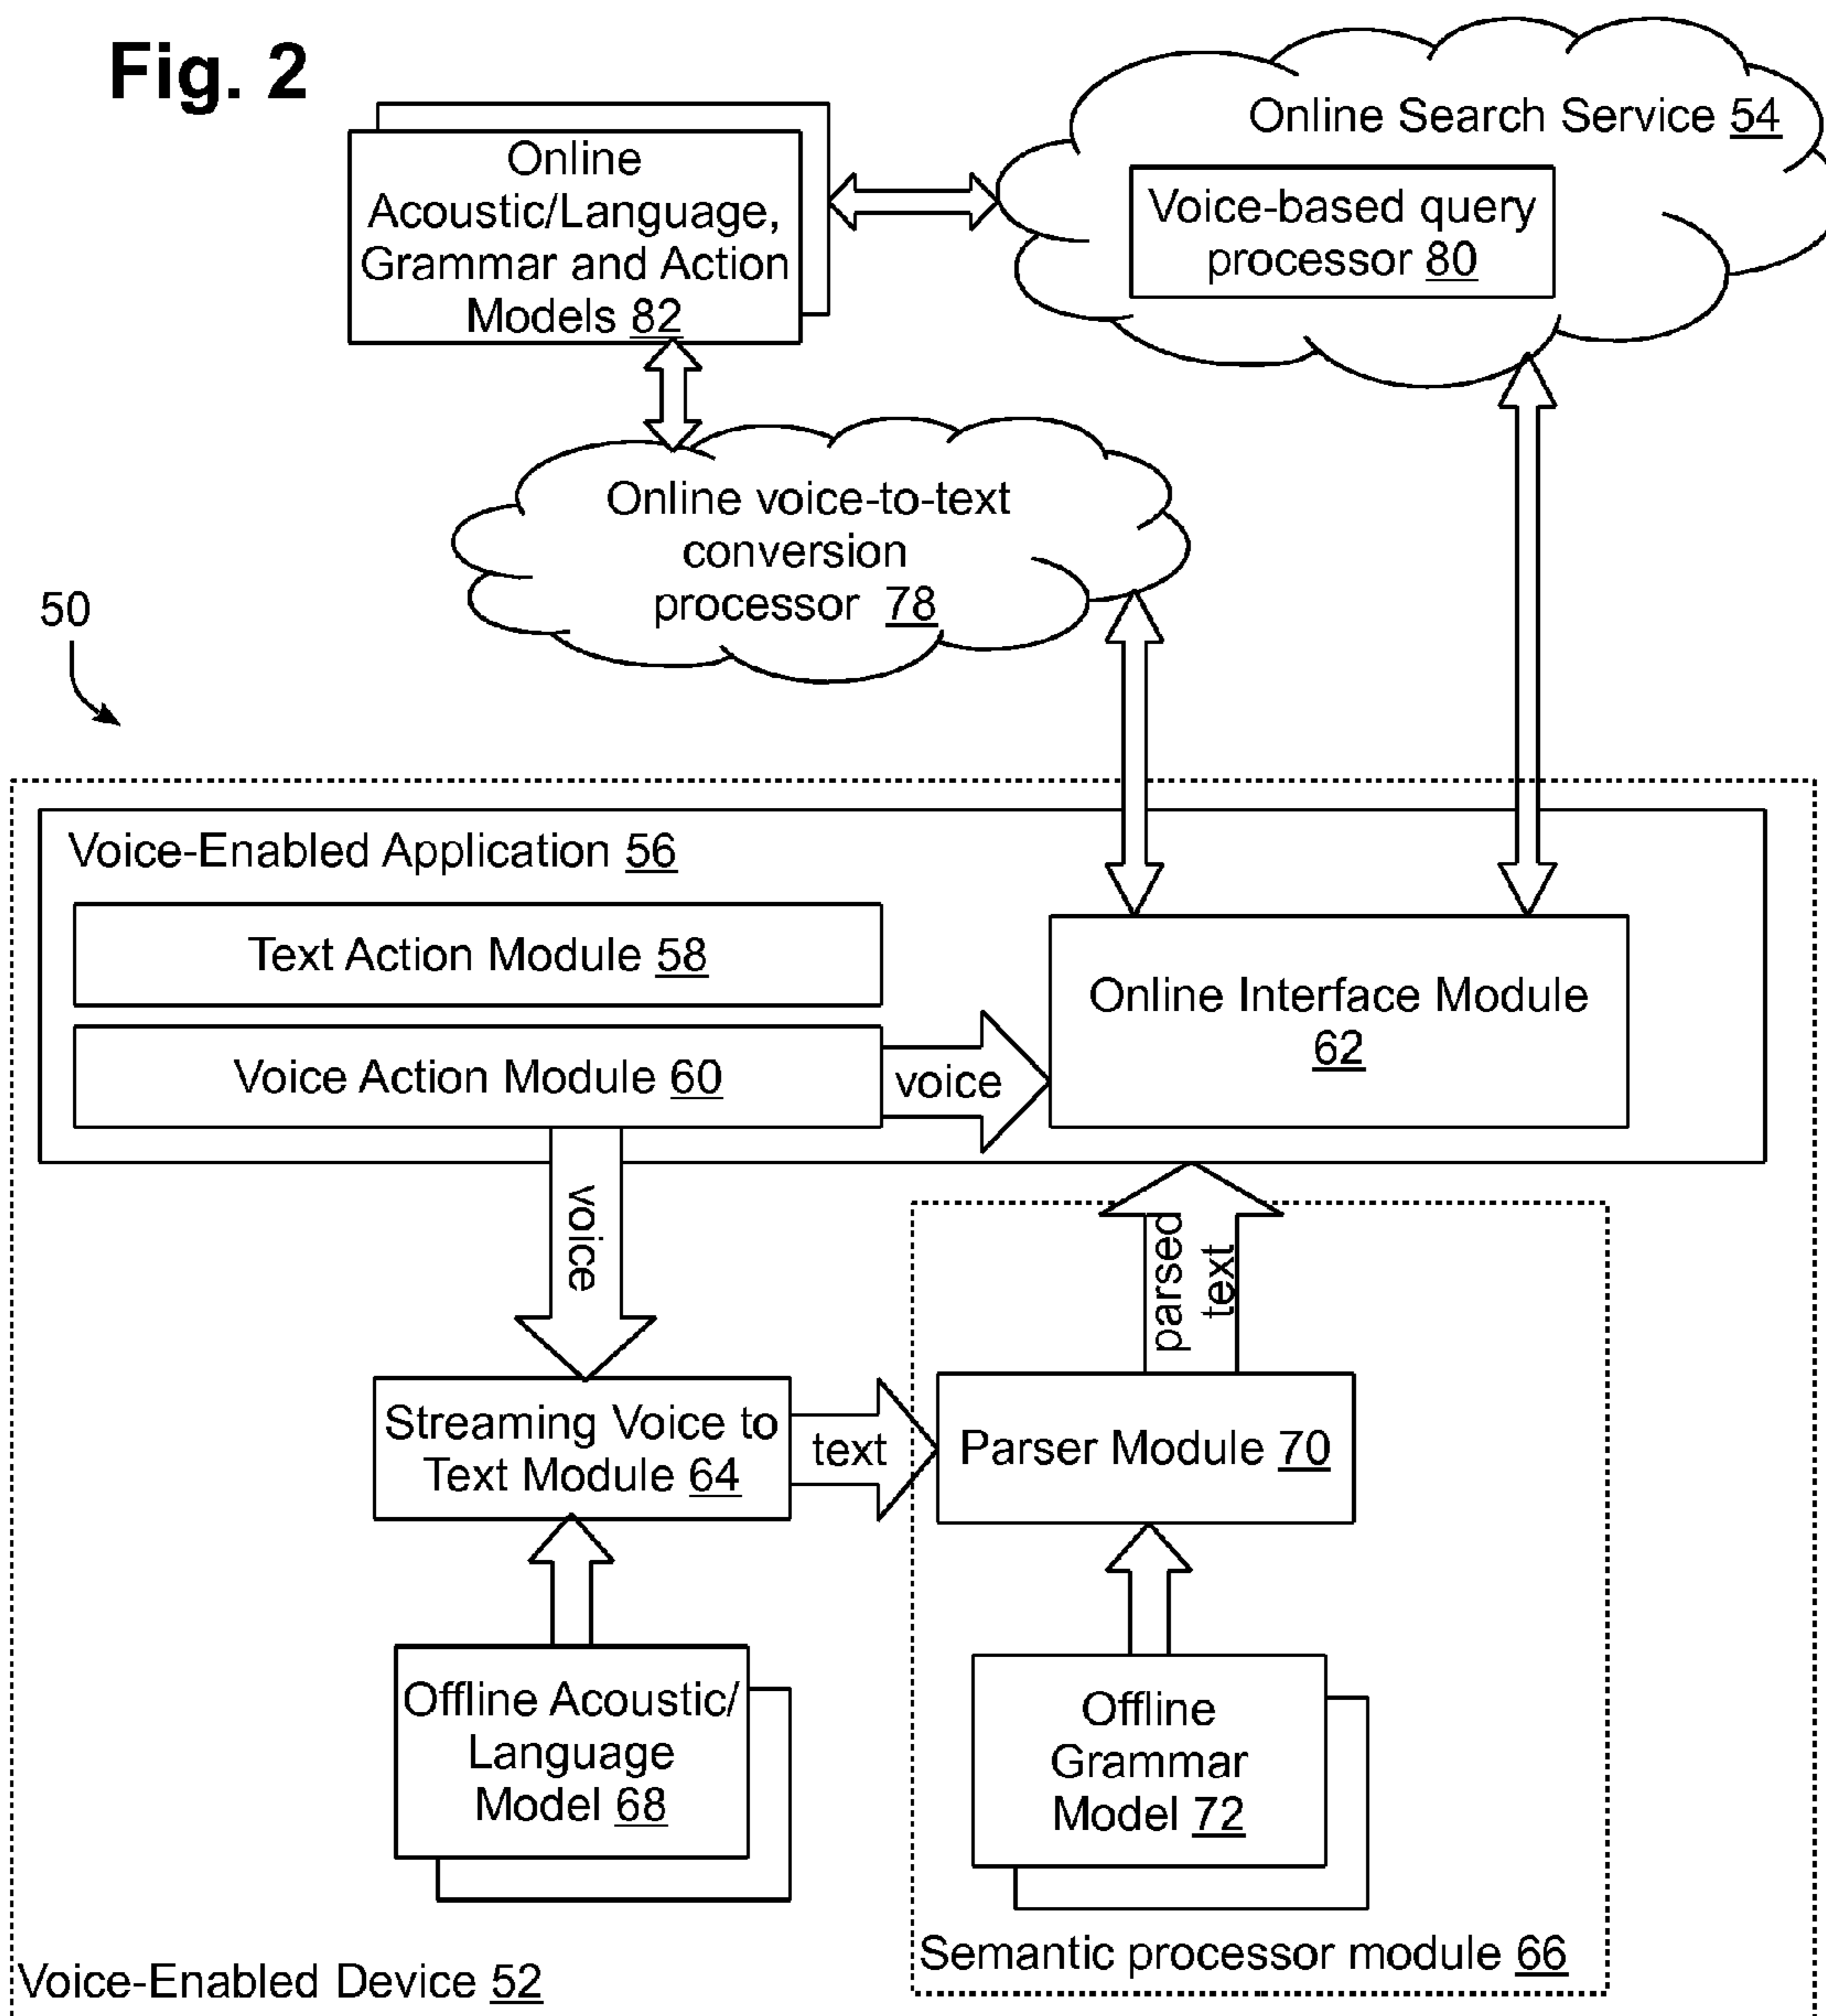 Fig. 2
Online
Acoustic/Language,
Grammar and Action
Models 82
Online Search Service 54
Voice-based query
processor 80
Online voice-to-text
conversion
processor 78
50
Voice-Enabled Application 56
Text Action Module 58
Voice Action Module 60
voice
Online Interface Module
62
voice
parsed
text
Streaming Voice to
Text Module 64
text
Parser Module 70
Offline Acoustic/
Language
Model 68
Offline
Grammar
Model 72
Semantic processor module 66
Voice-Enabled Device 52